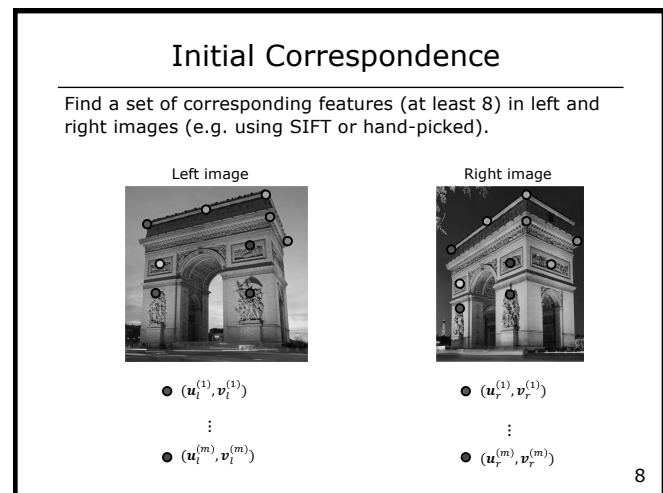 Initial Correspondence
Find a set of corresponding features (at least 8) in left and
right images (e.g. using SIFT or hand-picked).
Left image
Right image
(u_l^{(1)}, v_l^{(1)})
(u_r^{(1)}, v_r^{(1)})
⋮
⋮
(u_l^{(m)}, v_l^{(m)})
(u_r^{(m)}, v_r^{(m)})
8